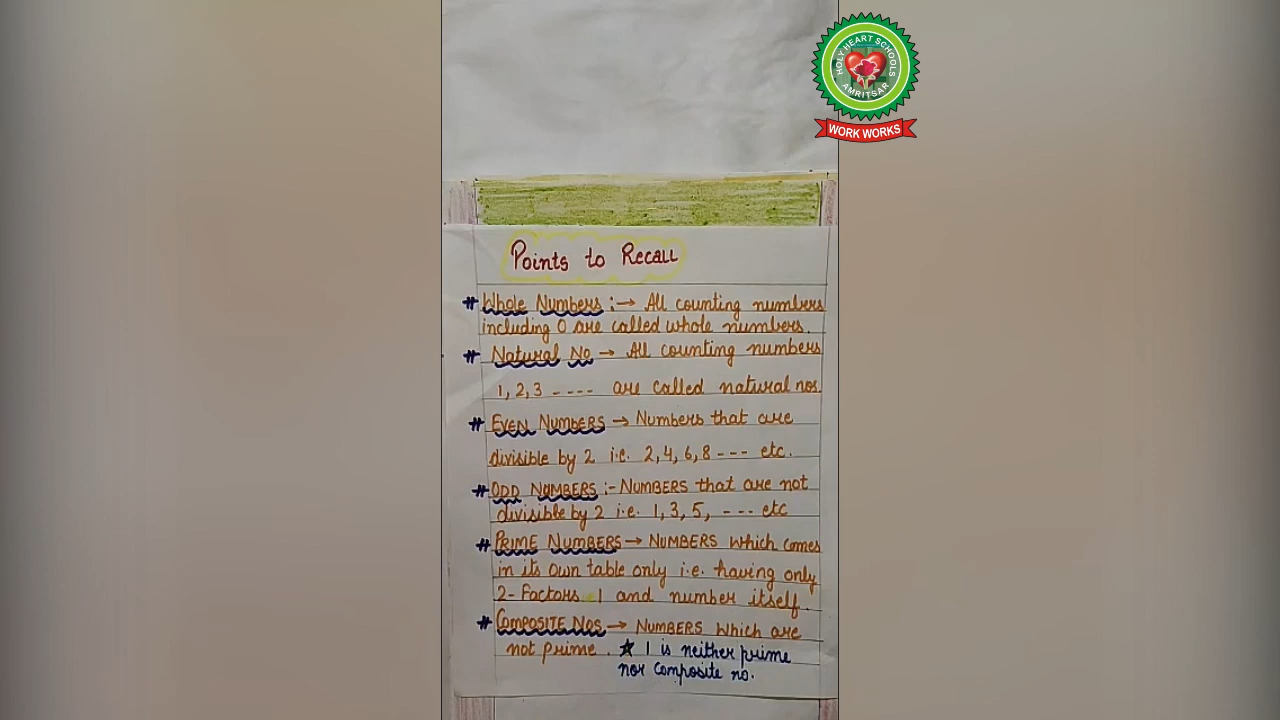 HOLY HEART SCHOOLS
AMRITSAR
WORK WORKS
Points to Recall
# Whole Numbers :→ All counting numbers
including 0 are called whole numbers.
# Natural No → All counting numbers
1, 2, 3 ---- are called natural nos.
# EVEN NUMBERS → Numbers that are
divisible by 2 i.e. 2, 4, 6, 8 --- etc.
# ODD NUMBERS :- NUMBERS that are not
divisible by 2 i.e. 1, 3, 5, --- etc
# PRIME NUMBERS → NUMBERS which comes
in its own table only i.e. having only
2- Factors 1 and number itself.
# COMPOSITE NOS → NUMBERS which are
not prime. ★ 1 is neither prime
nor composite no.